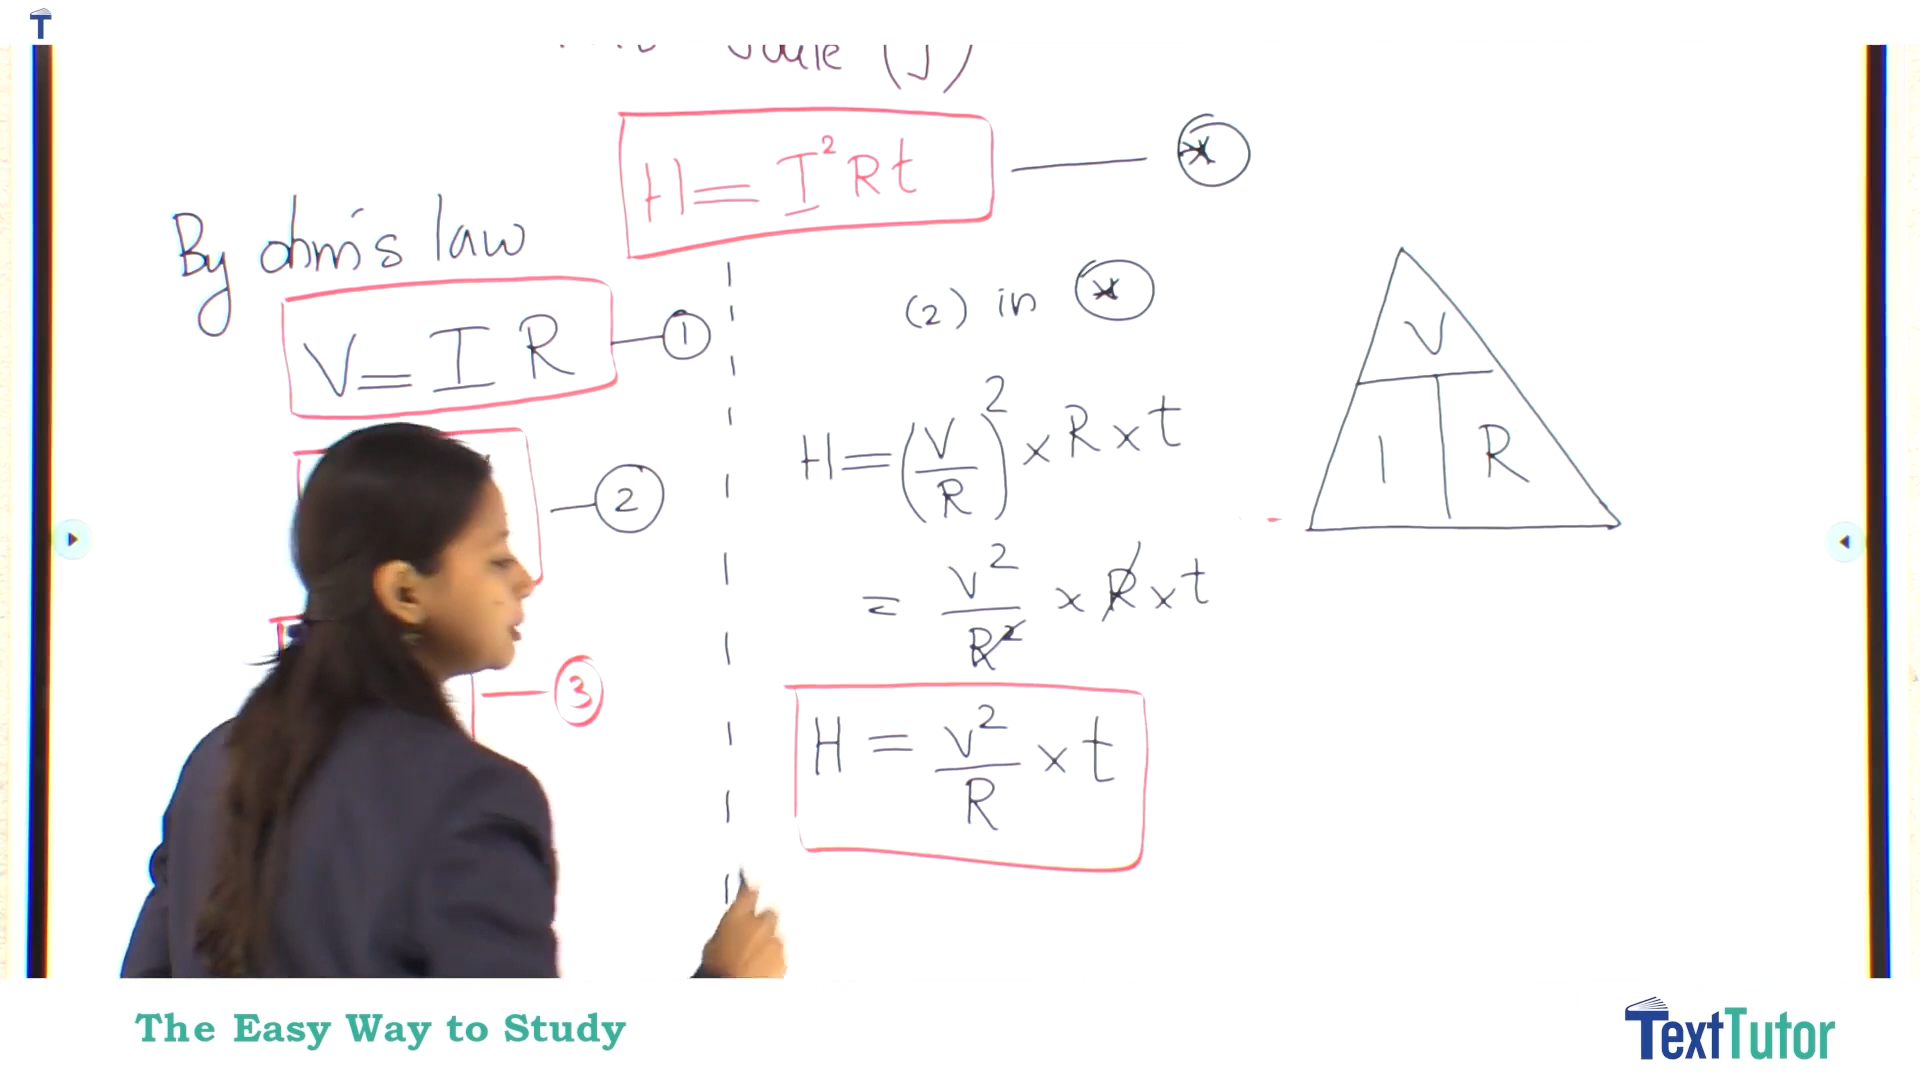 T
(J)
H = I²Rt — *
By ohm's law
V = I R — 1
— 2
— 3
(2) in *
H = (V/R)² × R × t
= V²/R² × R × t
H = V²/R × t
V
I R
The Easy Way to Study
TextTutor